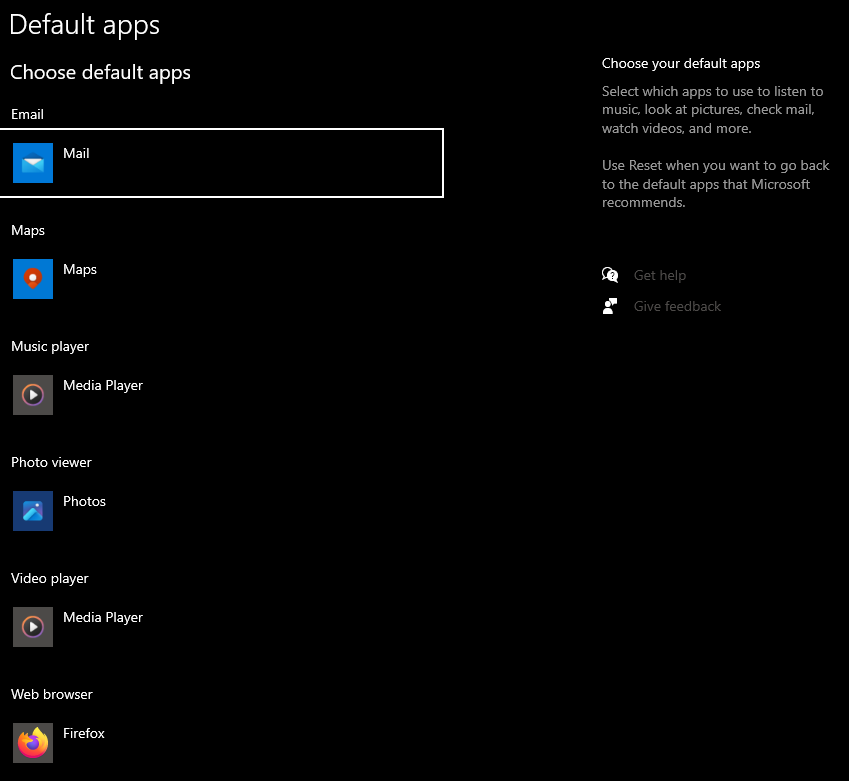 Default apps
Choose default apps
Email
Mail
Maps
Maps
Music player
Media Player
Photo viewer
Photos
Video player
Media Player
Web browser
Firefox
Choose your default apps
Select which apps to use to listen to
music, look at pictures, check mail,
watch videos, and more.
Use Reset when you want to go back
to the default apps that Microsoft
recommends.
Get help
Give feedback